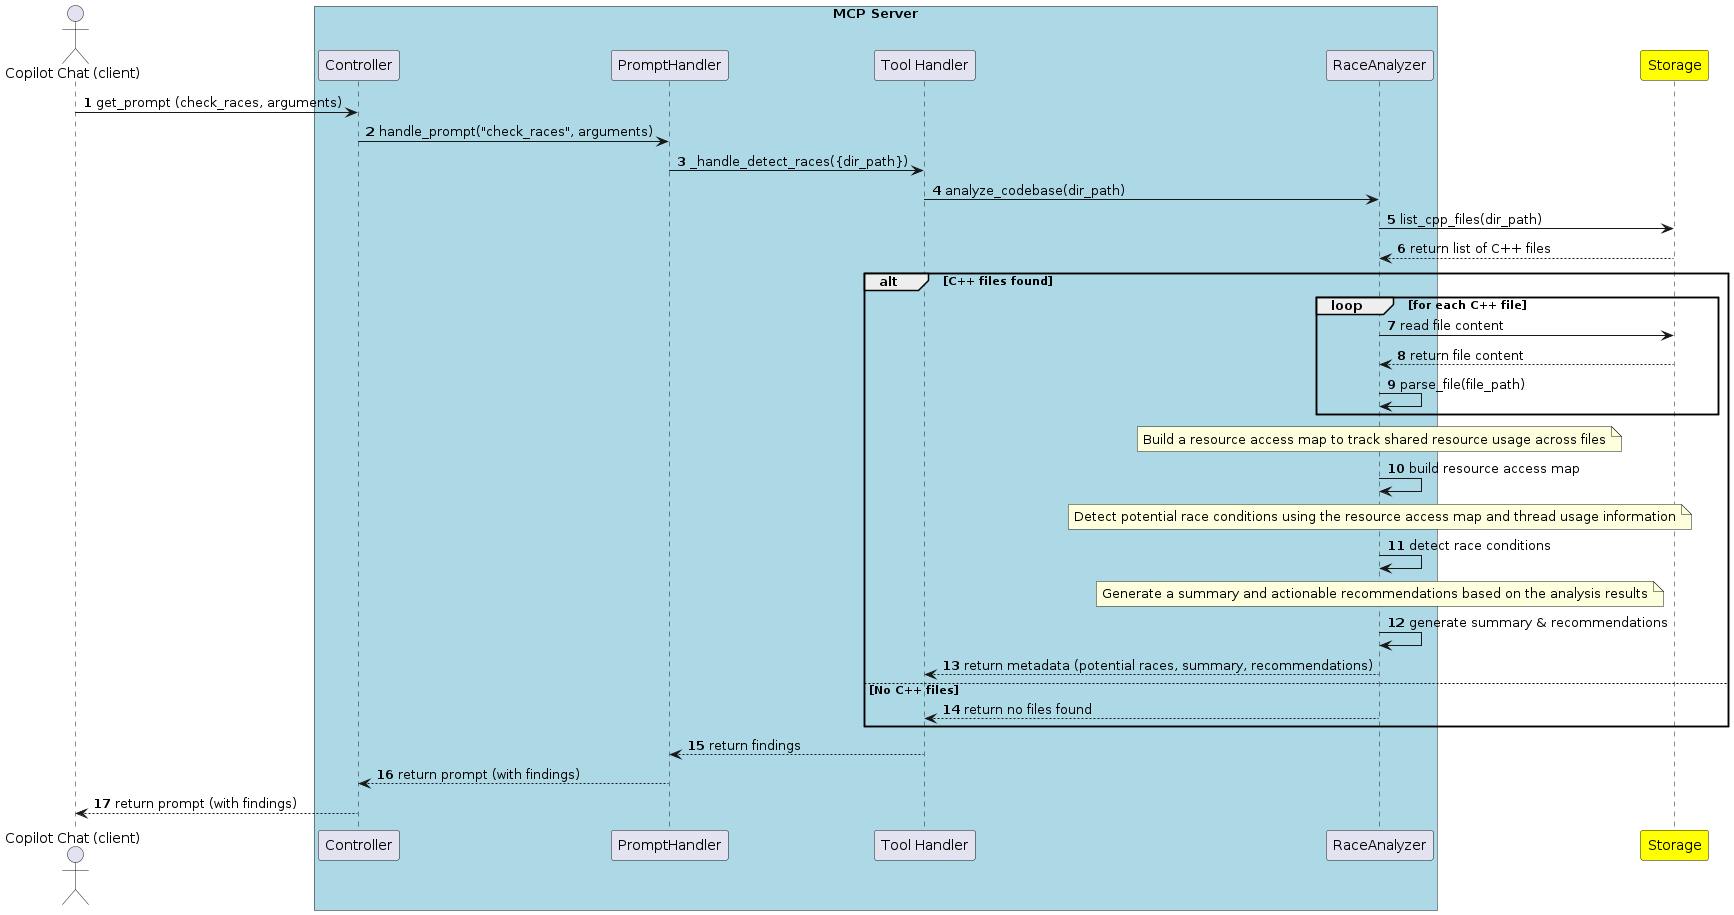 MCP Server
Copilot Chat (client)
Controller
PromptHandler
Tool Handler
RaceAnalyzer
Storage
1 get_prompt (check_races, arguments)
2 handle_prompt("check_races", arguments)
3 _handle_detect_races({dir_path})
4 analyze_codebase(dir_path)
5 list_cpp_files(dir_path)
6 return list of C++ files
alt [C++ files found]
loop [for each C++ file]
7 read file content
8 return file content
9 parse_file(file_path)
Build a resource access map to track shared resource usage across files
10 build resource access map
Detect potential race conditions using the resource access map and thread usage information
11 detect race conditions
Generate a summary and actionable recommendations based on the analysis results
12 generate summary & recommendations
13 return metadata (potential races, summary, recommendations)
[No C++ files]
14 return no files found
15 return findings
16 return prompt (with findings)
17 return prompt (with findings)
Copilot Chat (client)
Controller
PromptHandler
Tool Handler
RaceAnalyzer
Storage